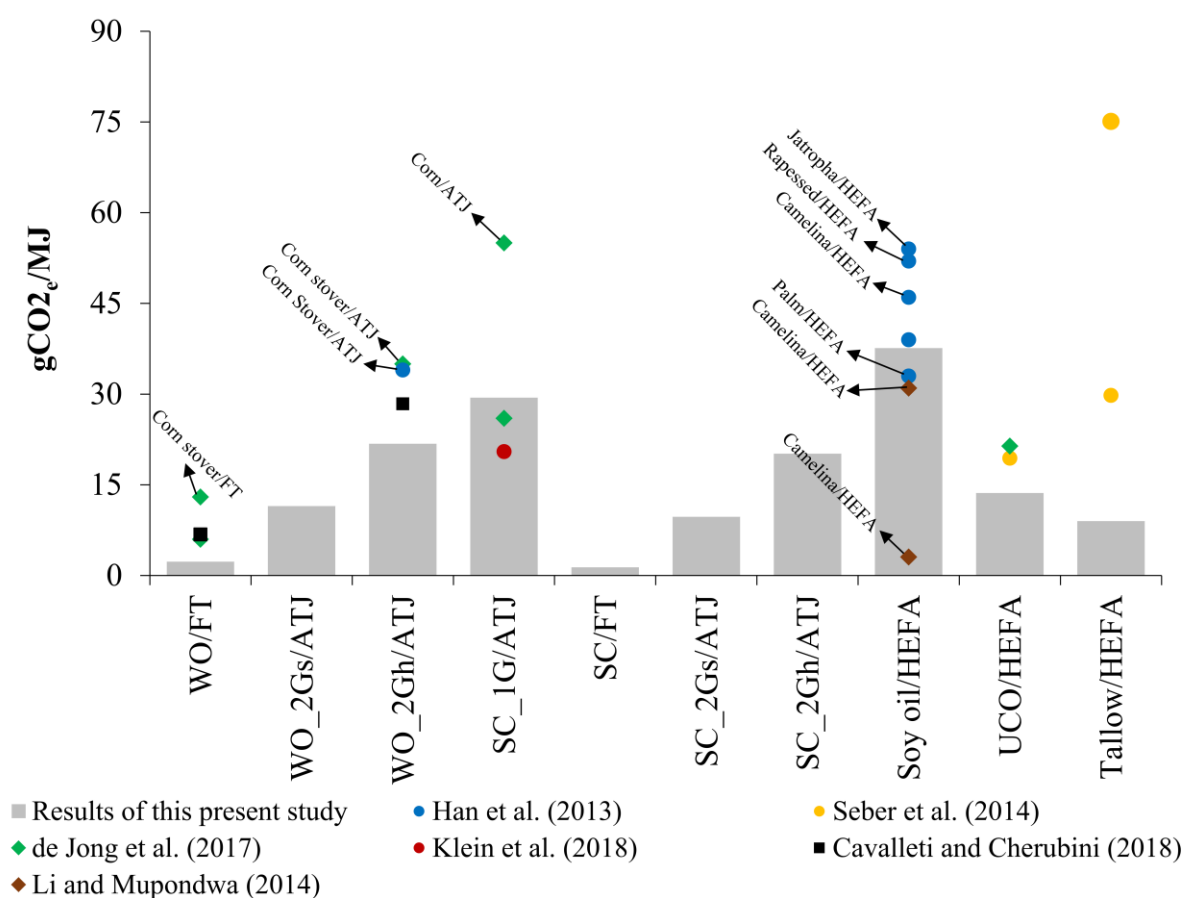 90
75
60
45
30
15
0
gCO2e/MJ
Corn stover/FT
Corn stover/ATJ
Corn Stover/ATJ
Corn/ATJ
Jatropha/HEFA
Rapessed/HEFA
Camelina/HEFA
Palm/HEFA
Camelina/HEFA
Camelina/HEFA
WO/FT
WO_2Gs/ATJ
WO_2Gh/ATJ
SC_1G/ATJ
SC/FT
SC_2Gs/ATJ
SC_2Gh/ATJ
Soy oil/HEFA
UCO/HEFA
Tallow/HEFA
Results of this present study
Han et al. (2013)
Seber et al. (2014)
de Jong et al. (2017)
Klein et al. (2018)
Cavalleti and Cherubini (2018)
Li and Mupondwa (2014)